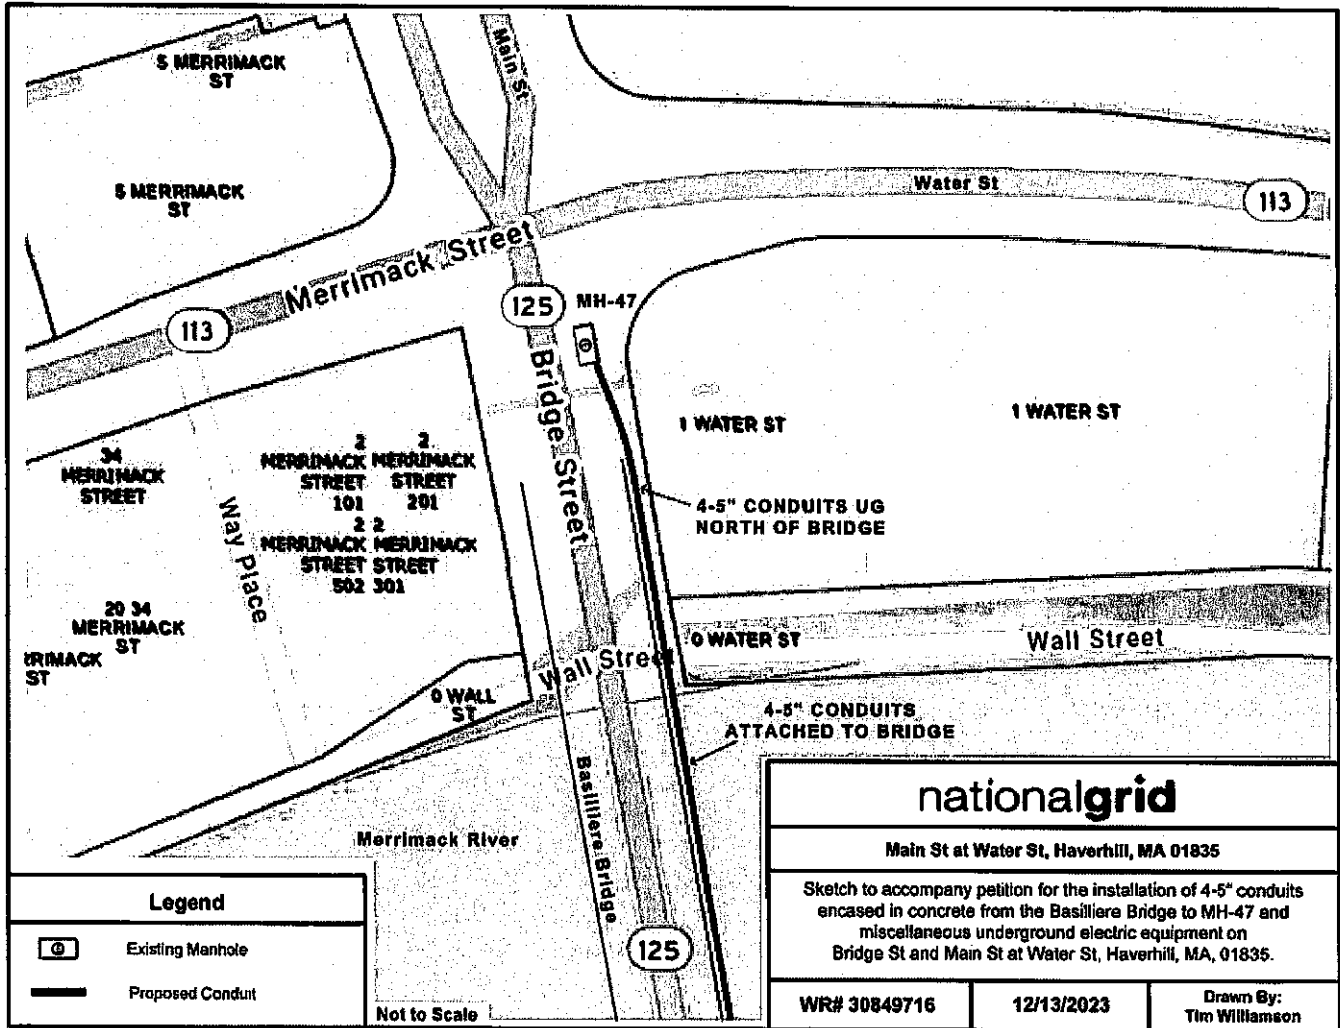 S MERRIMACK
ST
Main St
S MERRIMACK
ST
Water St
113
Merrimack Street
125
MH-47
113
Bridge Street
1 WATER ST
1 WATER ST
34
MERRIMACK
STREET
2
MERRIMACK
STREET
101
2
MERRIMACK
STREET
201
4-5" CONDUITS UG
NORTH OF BRIDGE
Way Place
2
MERRIMACK
STREET
502
2
MERRIMACK
STREET
301
20 34
MERRIMACK
ST
RRIMACK
ST
0 WATER ST
Wall Street
Wall Street
0 WALL
ST
4-5" CONDUITS
ATTACHED TO BRIDGE
Basilliere Bridge
Merrimack River
125
Legend
Existing Manhole
Proposed Conduit
Not to Scale
nationalgrid
Main St at Water St, Haverhill, MA 01835
Sketch to accompany petition for the installation of 4-5" conduits
encased in concrete from the Basilliere Bridge to MH-47 and
miscellaneous underground electric equipment on
Bridge St and Main St at Water St, Haverhill, MA, 01835.
WR# 30849716
12/13/2023
Drawn By:
Tim Williamson